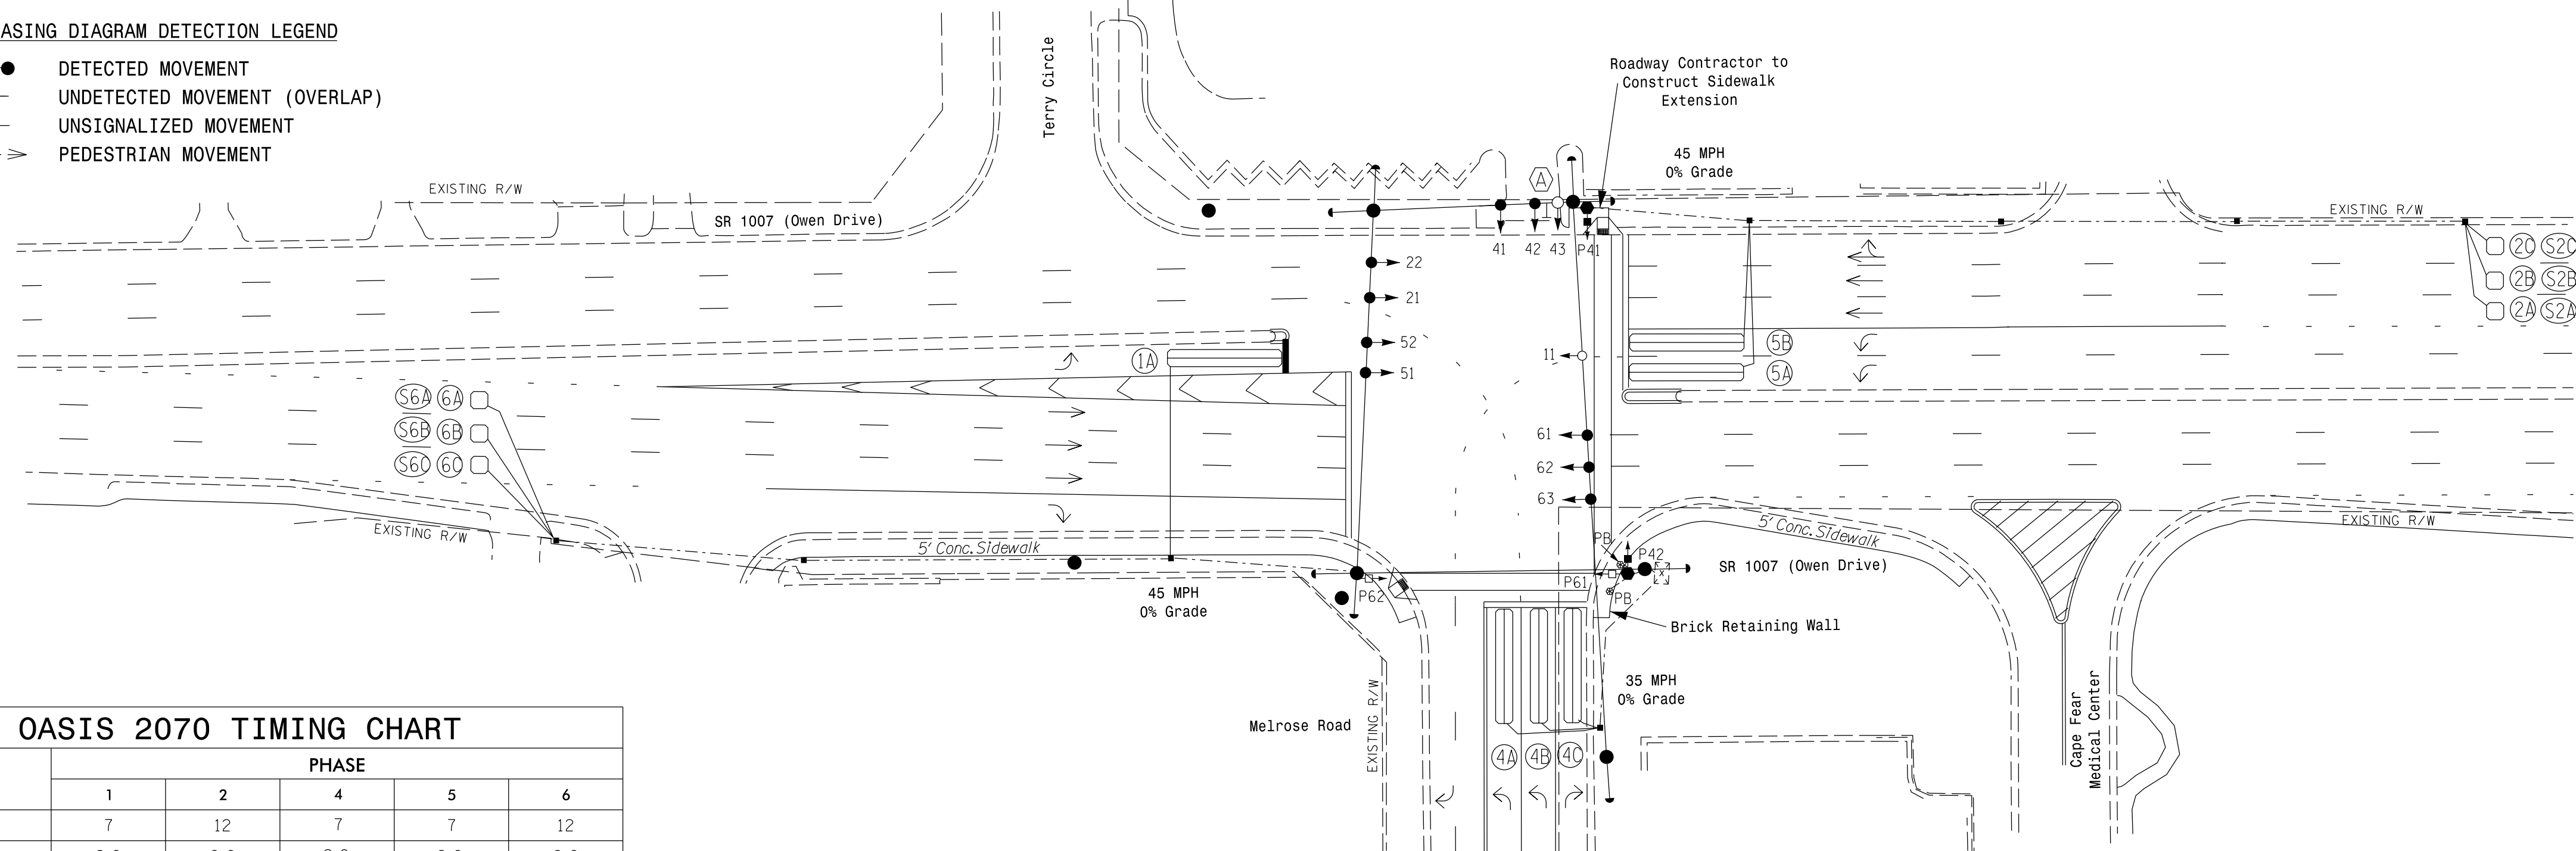 ASING DIAGRAM DETECTION LEGEND
DETECTED MOVEMENT
UNDETECTED MOVEMENT (OVERLAP)
UNSIGNALIZED MOVEMENT
PEDESTRIAN MOVEMENT
Terry Circle
Roadway Contractor to
Construct Sidewalk
Extension
45 MPH
0% Grade
EXISTING R/W
SR 1007 (Owen Drive)
A
EXISTING R/W
41
42
43
P41
22
21
52
51
11
61
62
63
1A
5B
5A
2C S2C
2B S2B
2A S2A
S6A 6A
S6B 6B
S6C 6C
EXISTING R/W
5' Conc. Sidewalk
45 MPH
0% Grade
P62
PB
P42
P61
PB
5' Conc. Sidewalk
SR 1007 (Owen Drive)
EXISTING R/W
Brick Retaining Wall
35 MPH
0% Grade
Melrose Road
EXISTING R/W
4A 4B 4C
Cape Fear
Medical Center
OASIS 2070 TIMING CHART
PHASE
1 2 4 5 6
7 12 7 7 12